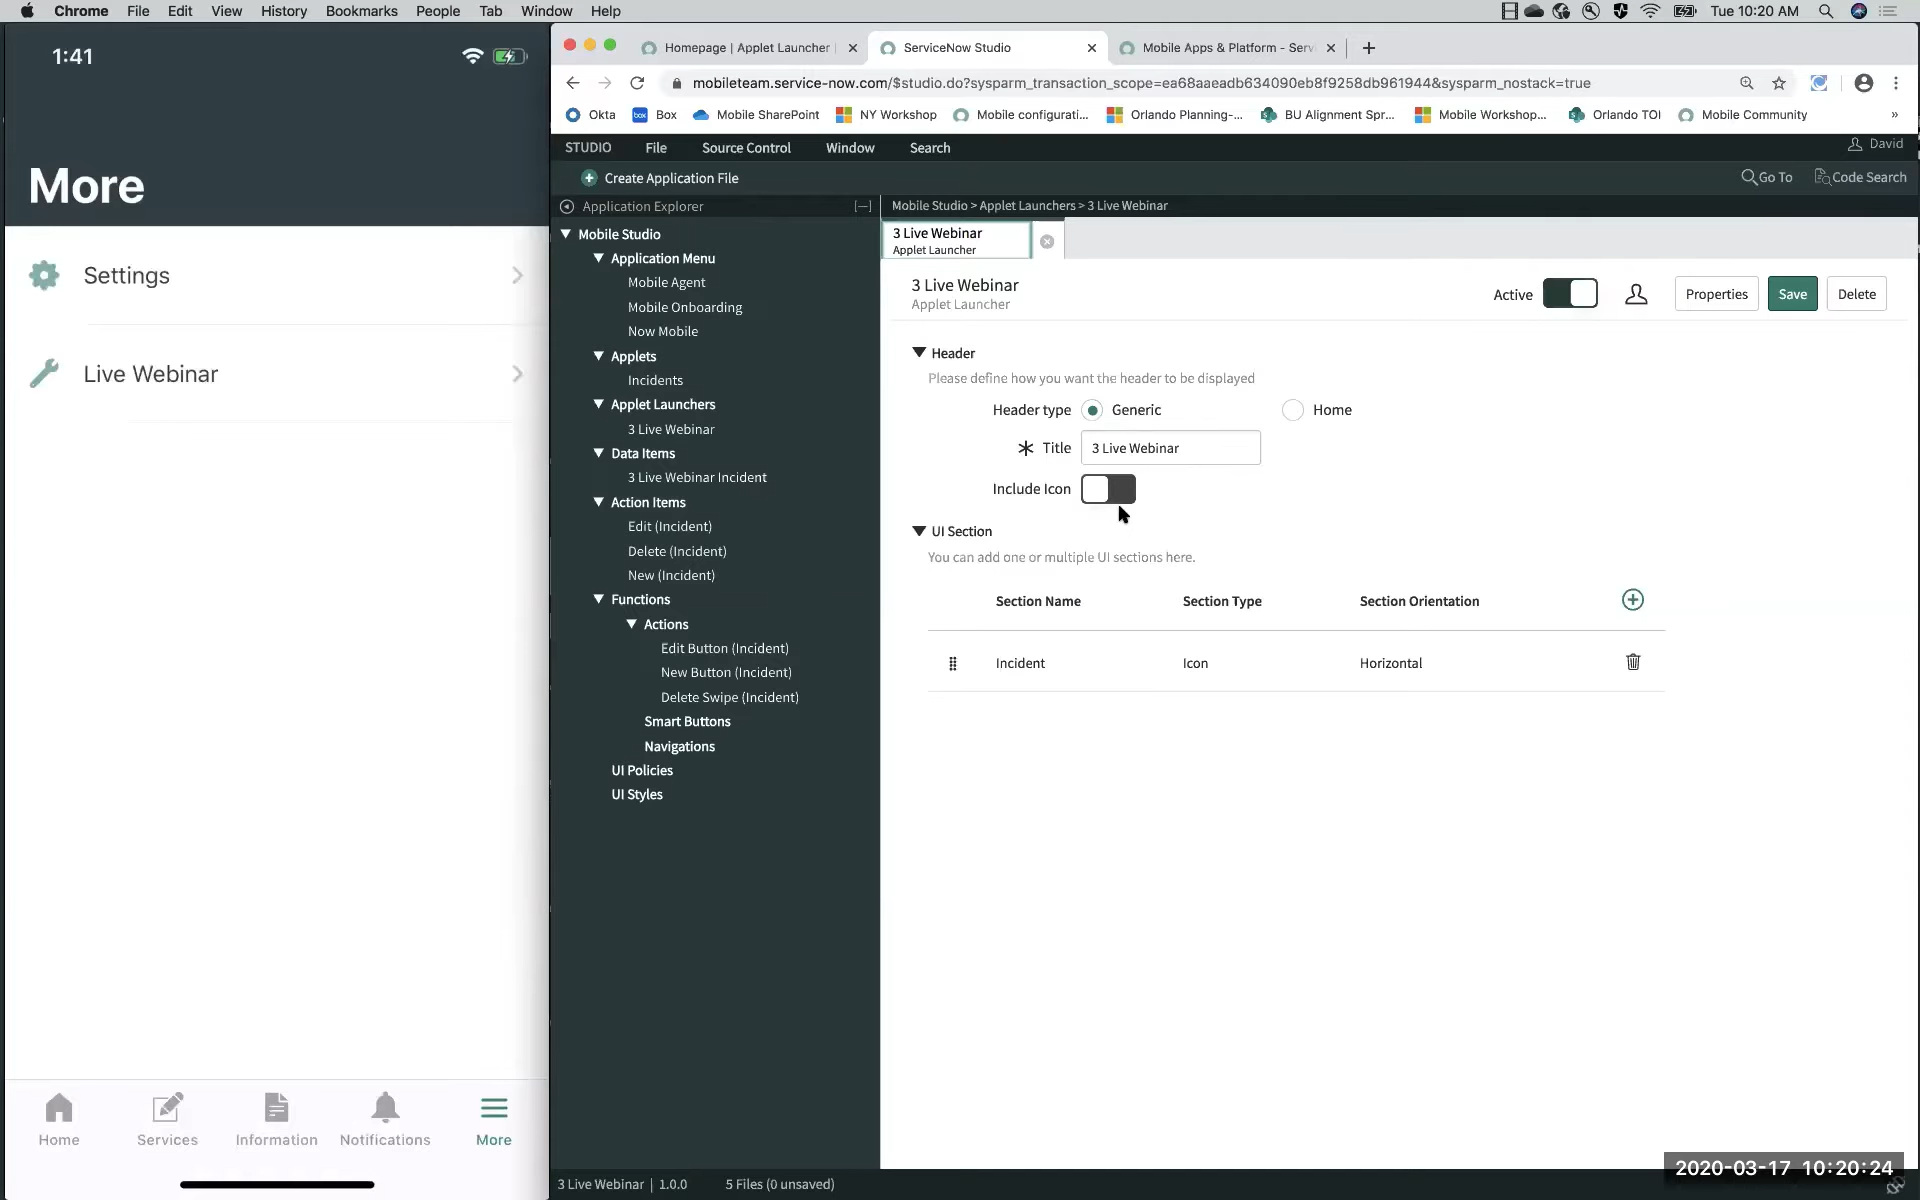 Chrome File Edit View History Bookmarks People Tab Window Help
Tue 10:20 AM
1:41
More
Settings
Live Webinar
Home
Services
Information
Notifications
More
Homepage | Applet Launcher
ServiceNow Studio
Mobile Apps & Platform - Serv
mobileteam.service-now.com/$studio.do?sysparm_transaction_scope=ea68aaeadb634090eb8f9258db961944&sysparm_nostack=true
Okta
box Box
Mobile SharePoint
NY Workshop
Mobile configurati...
Orlando Planning-...
BU Alignment Spr...
Mobile Workshop...
Orlando TOI
Mobile Community
»
STUDIO File Source Control Window Search
David
Create Application File
Go To
Code Search
Application Explorer
Mobile Studio
Application Menu
Mobile Agent
Mobile Onboarding
Now Mobile
Applets
Incidents
Applet Launchers
3 Live Webinar
Data Items
3 Live Webinar Incident
Action Items
Edit (Incident)
Delete (Incident)
New (Incident)
Functions
Actions
Edit Button (Incident)
New Button (Incident)
Delete Swipe (Incident)
Smart Buttons
Navigations
UI Policies
UI Styles
Mobile Studio > Applet Launchers > 3 Live Webinar
3 Live Webinar
Applet Launcher
3 Live Webinar
Applet Launcher
Active
Properties
Save
Delete
Header
Please define how you want the header to be displayed
Header type Generic Home
Title 3 Live Webinar
Include Icon
UI Section
You can add one or multiple UI sections here.
Section Name Section Type Section Orientation
Incident Icon Horizontal
3 Live Webinar | 1.0.0 5 Files (0 unsaved)
2020-03-17 10:20:24